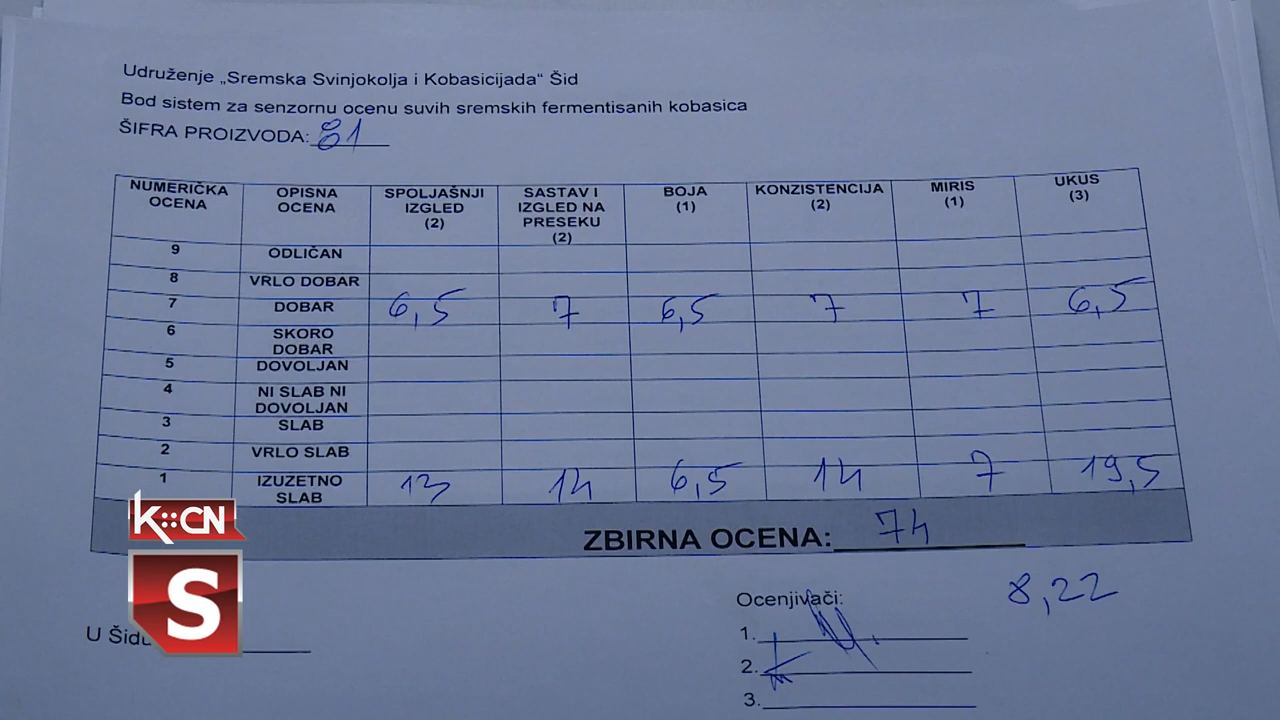 Udruženje „Sremska Svinjokolja i Kobasicijada“ Šid
Bod sistem za senzornu ocenu suvih sremskih fermentisanih kobasica
ŠIFRA PROIZVODA: 81
NUMERIČKA OCENA OPISNA OCENA SPOLJAŠNJI IZGLED (2) SASTAV I IZGLED NA PRESEKU (2) BOJA (1) KONZISTENCIJA (2) MIRIS (1) UKUS (3)
9 ODLIČAN
8 VRLO DOBAR
7 DOBAR 6,5 7 6,5 7 7 6,5
6 SKORO DOBAR
5 DOVOLJAN
4 NI SLAB NI DOVOLJAN
3 SLAB
2 VRLO SLAB
1 IZUZETNO SLAB 13 14 6,5 14 7 19,5
ZBIRNA OCENA: 74
8,22
Ocenjivači:
1.
2.
3.
U Šidu
K::CN
S